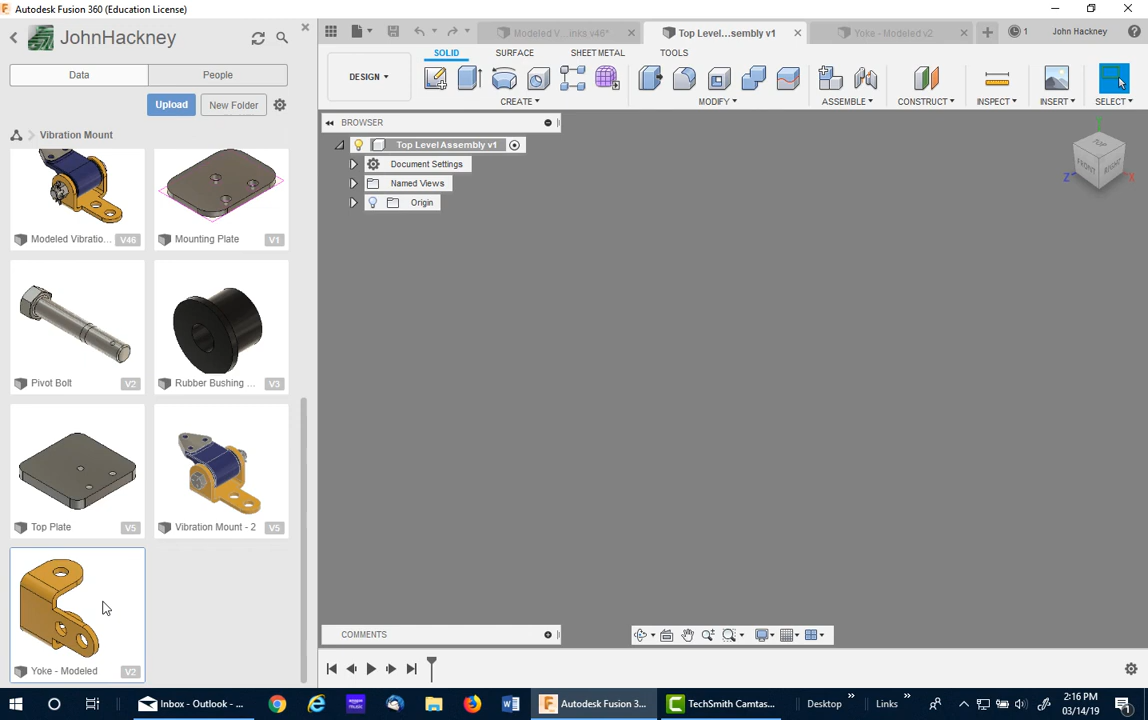 Autodesk Fusion 360 (Education License)
JohnHackney
Data
People
Upload
New Folder
Vibration Mount
Modeled Vibratio...
V46
Mounting Plate
V1
Pivot Bolt
V2
Rubber Bushing ...
V3
Top Plate
V5
Vibration Mount - 2
V5
Yoke - Modeled
V2
Modeled V...inks v46*
Top Level...sembly v1
Yoke - Modeled v2
1
John Hackney
SOLID
SURFACE
SHEET METAL
TOOLS
DESIGN
CREATE
MODIFY
ASSEMBLE
CONSTRUCT
INSPECT
INSERT
SELECT
BROWSER
Top Level Assembly v1
Document Settings
Named Views
Origin
TOP
FRONT
RIGHT
Z
X
COMMENTS
Inbox - Outlook - ...
Autodesk Fusion 3...
TechSmith Camtas...
Desktop
Links
2:16 PM
03/14/19
1